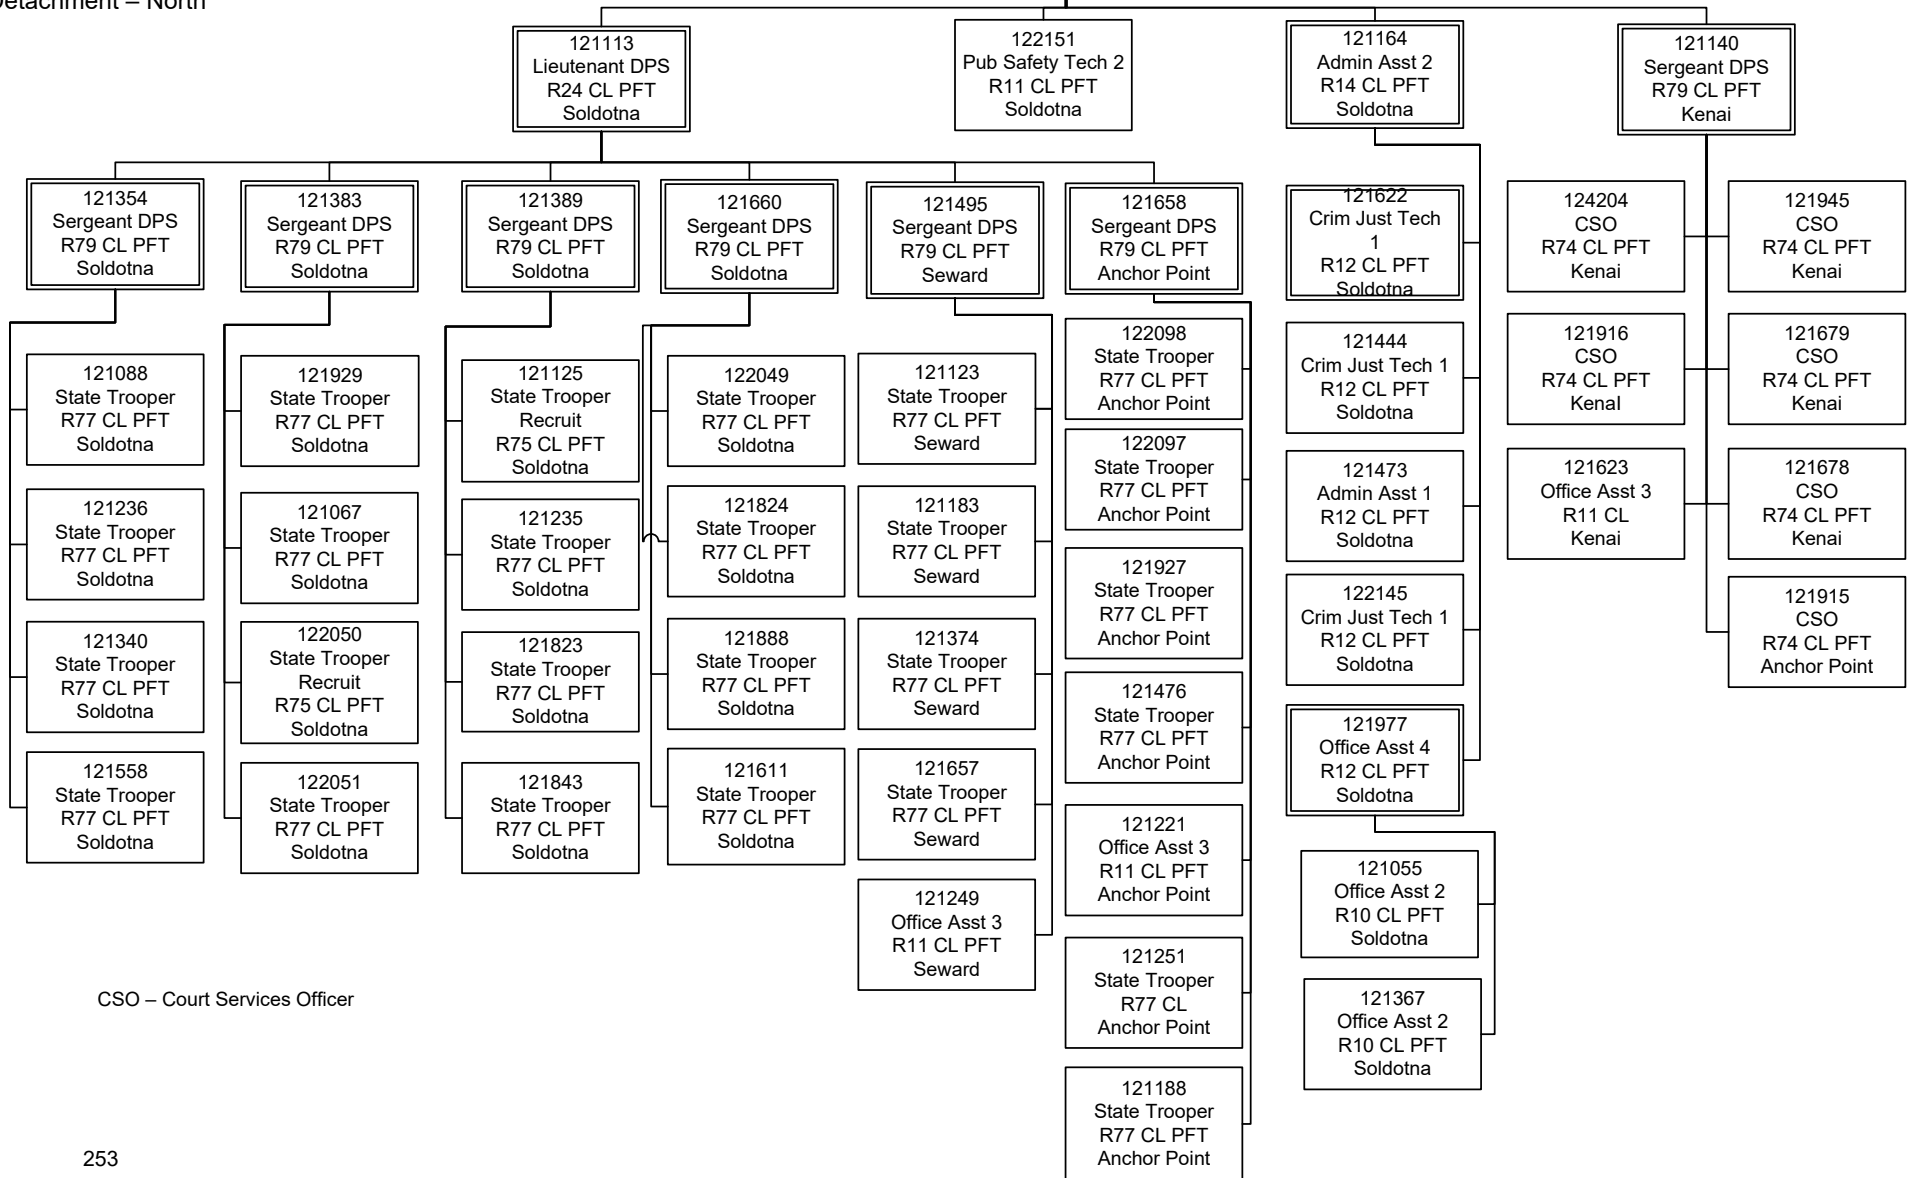 Detachment – North
121113
Lieutenant DPS
R24 CL PFT
Soldotna
122151
Pub Safety Tech 2
R11 CL PFT
Soldotna
121164
Admin Asst 2
R14 CL PFT
Soldotna
121140
Sergeant DPS
R79 CL PFT
Kenai
121354
Sergeant DPS
R79 CL PFT
Soldotna
121383
Sergeant DPS
R79 CL PFT
Soldotna
121389
Sergeant DPS
R79 CL PFT
Soldotna
121660
Sergeant DPS
R79 CL PFT
Soldotna
121495
Sergeant DPS
R79 CL PFT
Seward
121658
Sergeant DPS
R79 CL PFT
Anchor Point
121088
State Trooper
R77 CL PFT
Soldotna
121236
State Trooper
R77 CL PFT
Soldotna
121340
State Trooper
R77 CL PFT
Soldotna
121558
State Trooper
R77 CL PFT
Soldotna
121929
State Trooper
R77 CL PFT
Soldotna
121067
State Trooper
R77 CL PFT
Soldotna
122050
State Trooper
Recruit
R75 CL PFT
Soldotna
122051
State Trooper
R77 CL PFT
Soldotna
121125
State Trooper
Recruit
R75 CL PFT
Soldotna
121235
State Trooper
R77 CL PFT
Soldotna
121823
State Trooper
R77 CL PFT
Soldotna
121843
State Trooper
R77 CL PFT
Soldotna
122049
State Trooper
R77 CL PFT
Soldotna
121824
State Trooper
R77 CL PFT
Soldotna
121888
State Trooper
R77 CL PFT
Soldotna
121611
State Trooper
R77 CL PFT
Soldotna
121123
State Trooper
R77 CL PFT
Seward
121183
State Trooper
R77 CL PFT
Seward
121374
State Trooper
R77 CL PFT
Seward
121657
State Trooper
R77 CL PFT
Seward
121249
Office Asst 3
R11 CL PFT
Seward
122098
State Trooper
R77 CL PFT
Anchor Point
122097
State Trooper
R77 CL PFT
Anchor Point
121927
State Trooper
R77 CL PFT
Anchor Point
121476
State Trooper
R77 CL PFT
Anchor Point
121221
Office Asst 3
R11 CL PFT
Anchor Point
121251
State Trooper
R77 CL
Anchor Point
121188
State Trooper
R77 CL PFT
Anchor Point
121622
Crim Just Tech
1
R12 CL PFT
Soldotna
121444
Crim Just Tech 1
R12 CL PFT
Soldotna
121473
Admin Asst 1
R12 CL PFT
Soldotna
122145
Crim Just Tech 1
R12 CL PFT
Soldotna
121977
Office Asst 4
R12 CL PFT
Soldotna
121055
Office Asst 2
R10 CL PFT
Soldotna
121367
Office Asst 2
R10 CL PFT
Soldotna
124204
CSO
R74 CL PFT
Kenai
121945
CSO
R74 CL PFT
Kenai
121916
CSO
R74 CL PFT
KenaI
121679
CSO
R74 CL PFT
Kenai
121623
Office Asst 3
R11 CL
Kenai
121678
CSO
R74 CL PFT
Kenai
121915
CSO
R74 CL PFT
Anchor Point
CSO – Court Services Officer
253